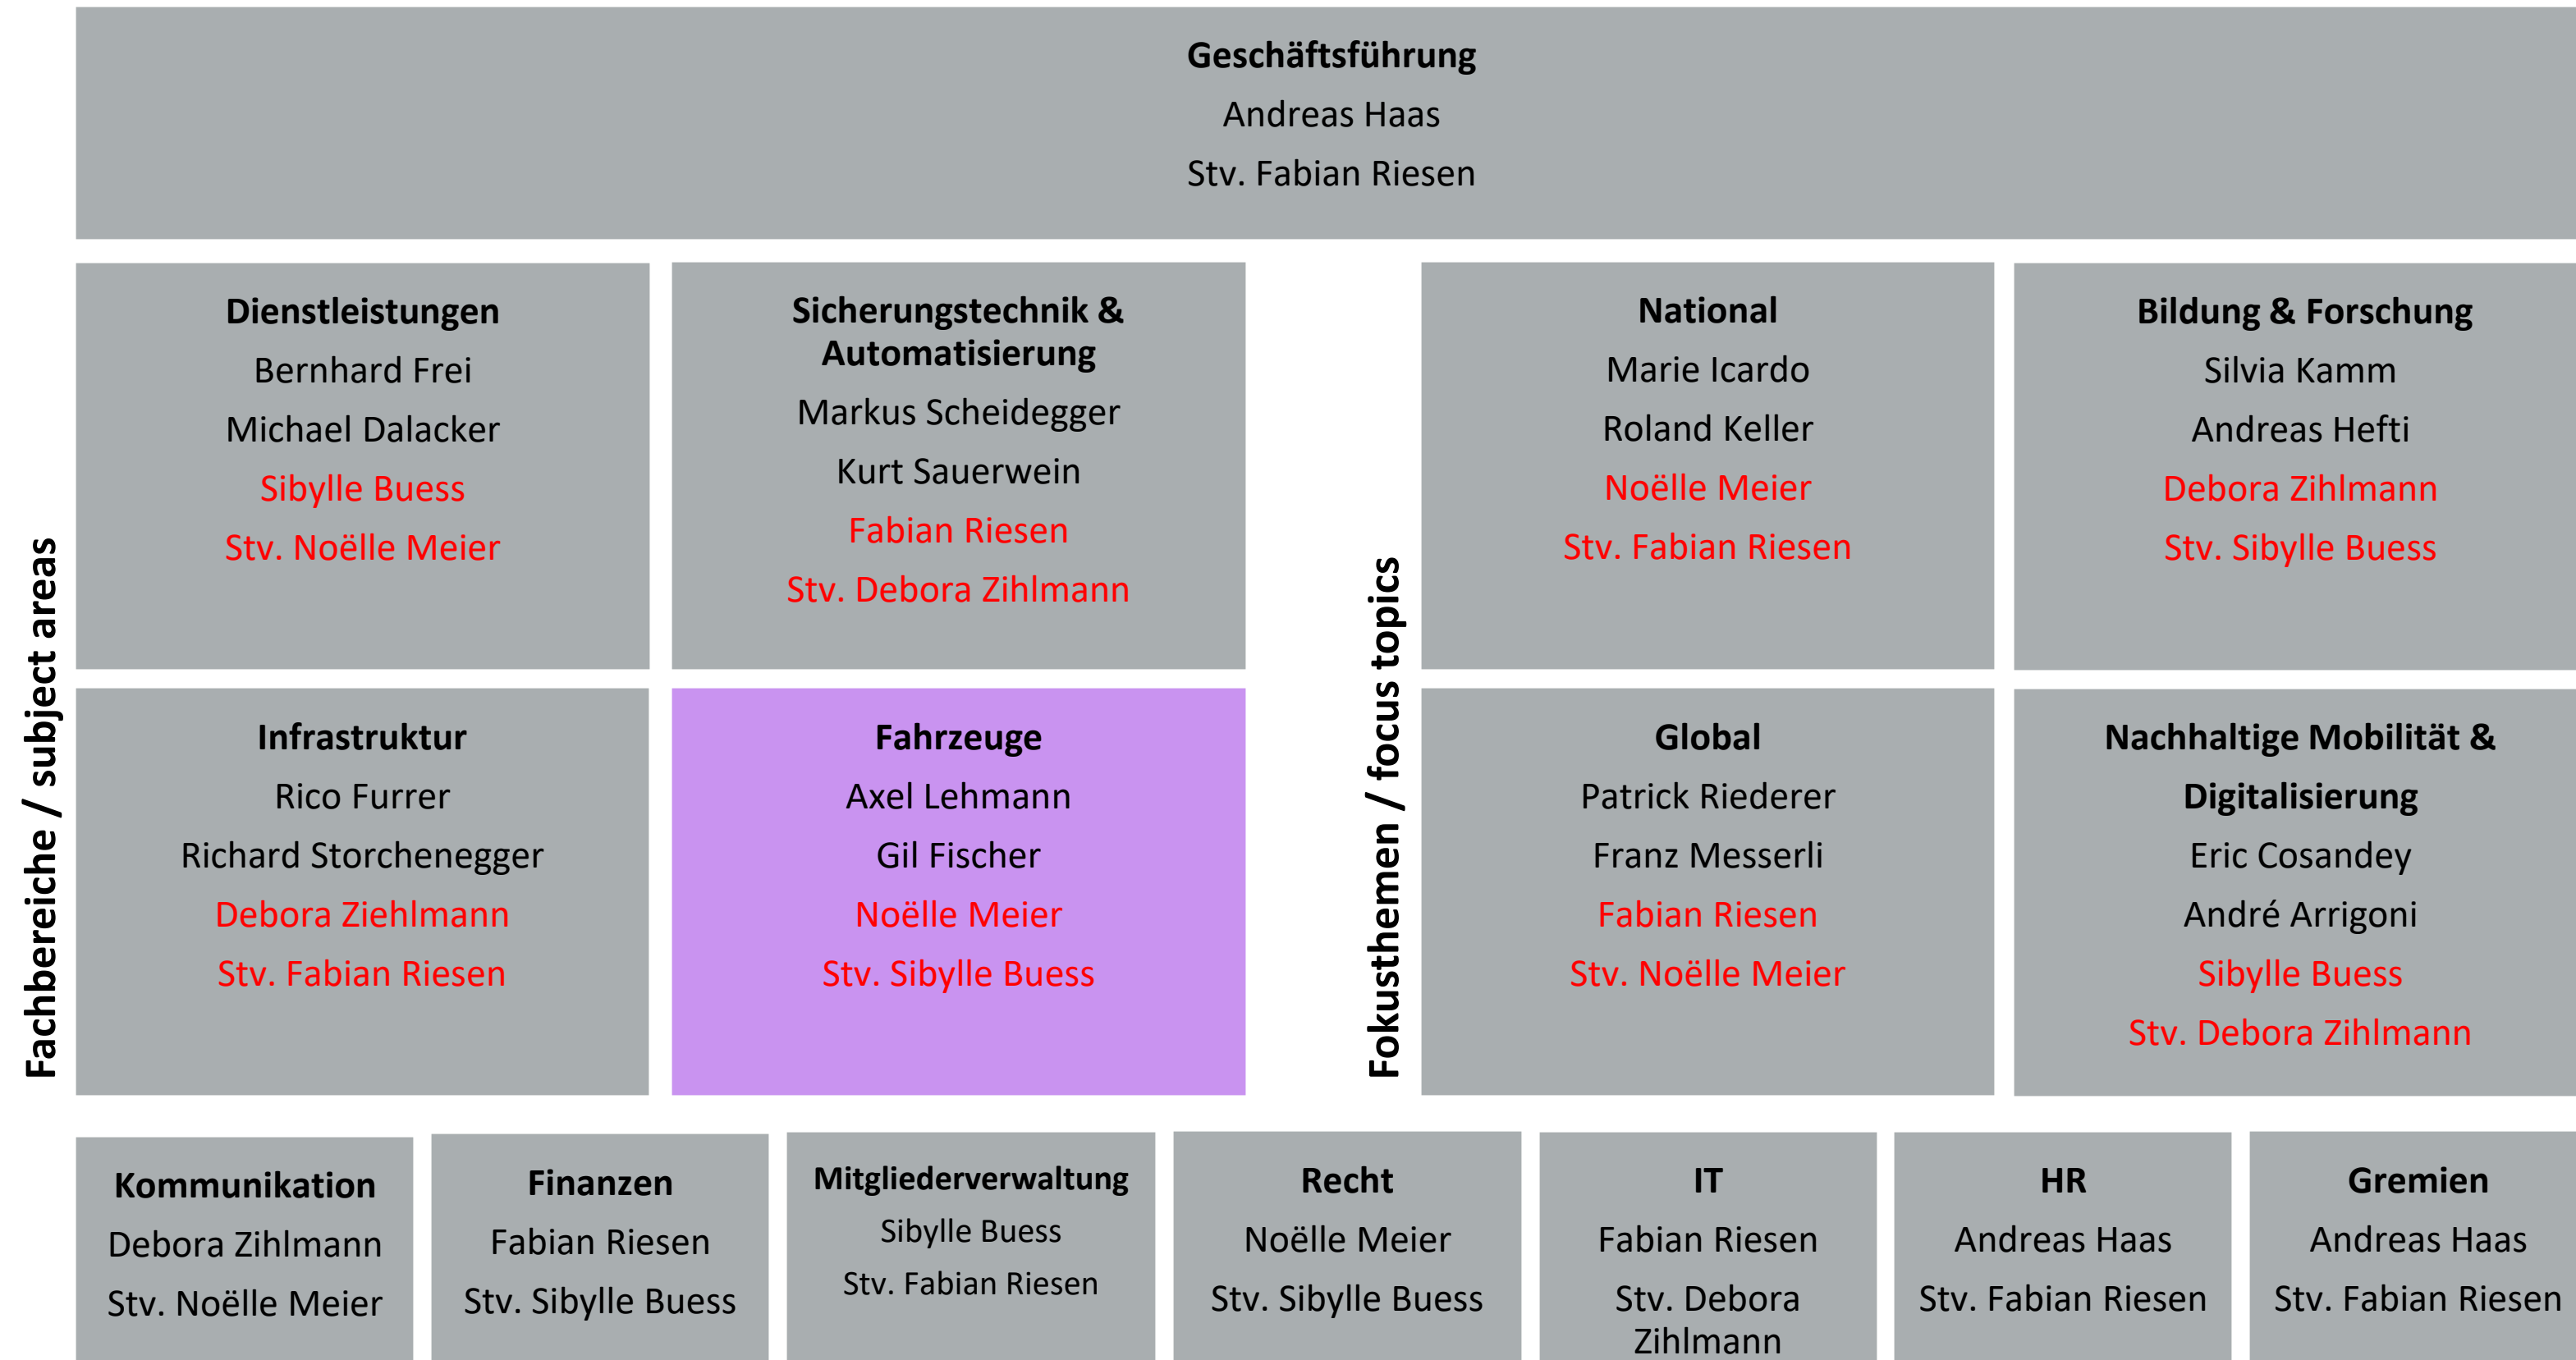 Geschäftsführung
Andreas Haas
Stv. Fabian Riesen
Fachbereiche / subject areas
Dienstleistungen
Bernhard Frei
Michael Dalacker
Sibylle Buess
Stv. Noëlle Meier
Sicherungstechnik &
Automatisierung
Markus Scheidegger
Kurt Sauerwein
Fabian Riesen
Stv. Debora Zihlmann
Infrastruktur
Rico Furrer
Richard Storchenegger
Debora Ziehlmann
Stv. Fabian Riesen
Fahrzeuge
Axel Lehmann
Gil Fischer
Noëlle Meier
Stv. Sibylle Buess
Fokusthemen / focus topics
National
Marie Icardo
Roland Keller
Noëlle Meier
Stv. Fabian Riesen
Bildung & Forschung
Silvia Kamm
Andreas Hefti
Debora Zihlmann
Stv. Sibylle Buess
Global
Patrick Riederer
Franz Messerli
Fabian Riesen
Stv. Noëlle Meier
Nachhaltige Mobilität &
Digitalisierung
Eric Cosandey
André Arrigoni
Sibylle Buess
Stv. Debora Zihlmann
Kommunikation
Debora Zihlmann
Stv. Noëlle Meier
Finanzen
Fabian Riesen
Stv. Sibylle Buess
Mitgliederverwaltung
Sibylle Buess
Stv. Fabian Riesen
Recht
Noëlle Meier
Stv. Sibylle Buess
IT
Fabian Riesen
Stv. Debora
Zihlmann
HR
Andreas Haas
Stv. Fabian Riesen
Gremien
Andreas Haas
Stv. Fabian Riesen